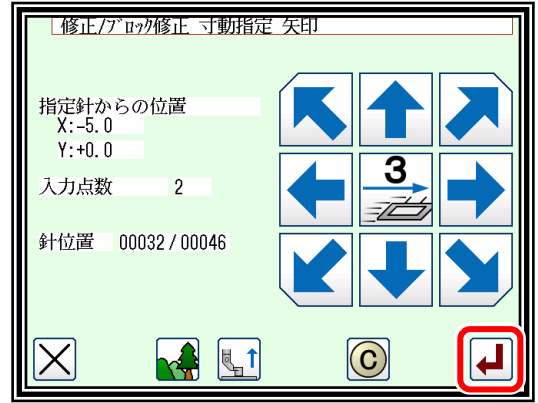 修正/ブロック修正 寸動指定 矢印
指定針からの位置
X:-5.0
Y:+0.0
入力点数 2
針位置 00032/00046
3
C